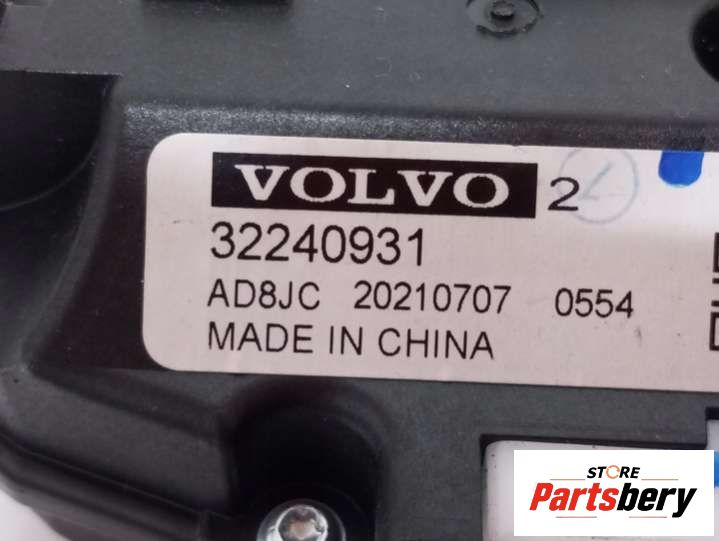 VOLVO 2
32240931
AD8JC 20210707 0554
MADE IN CHINA
STORE
Partsbery